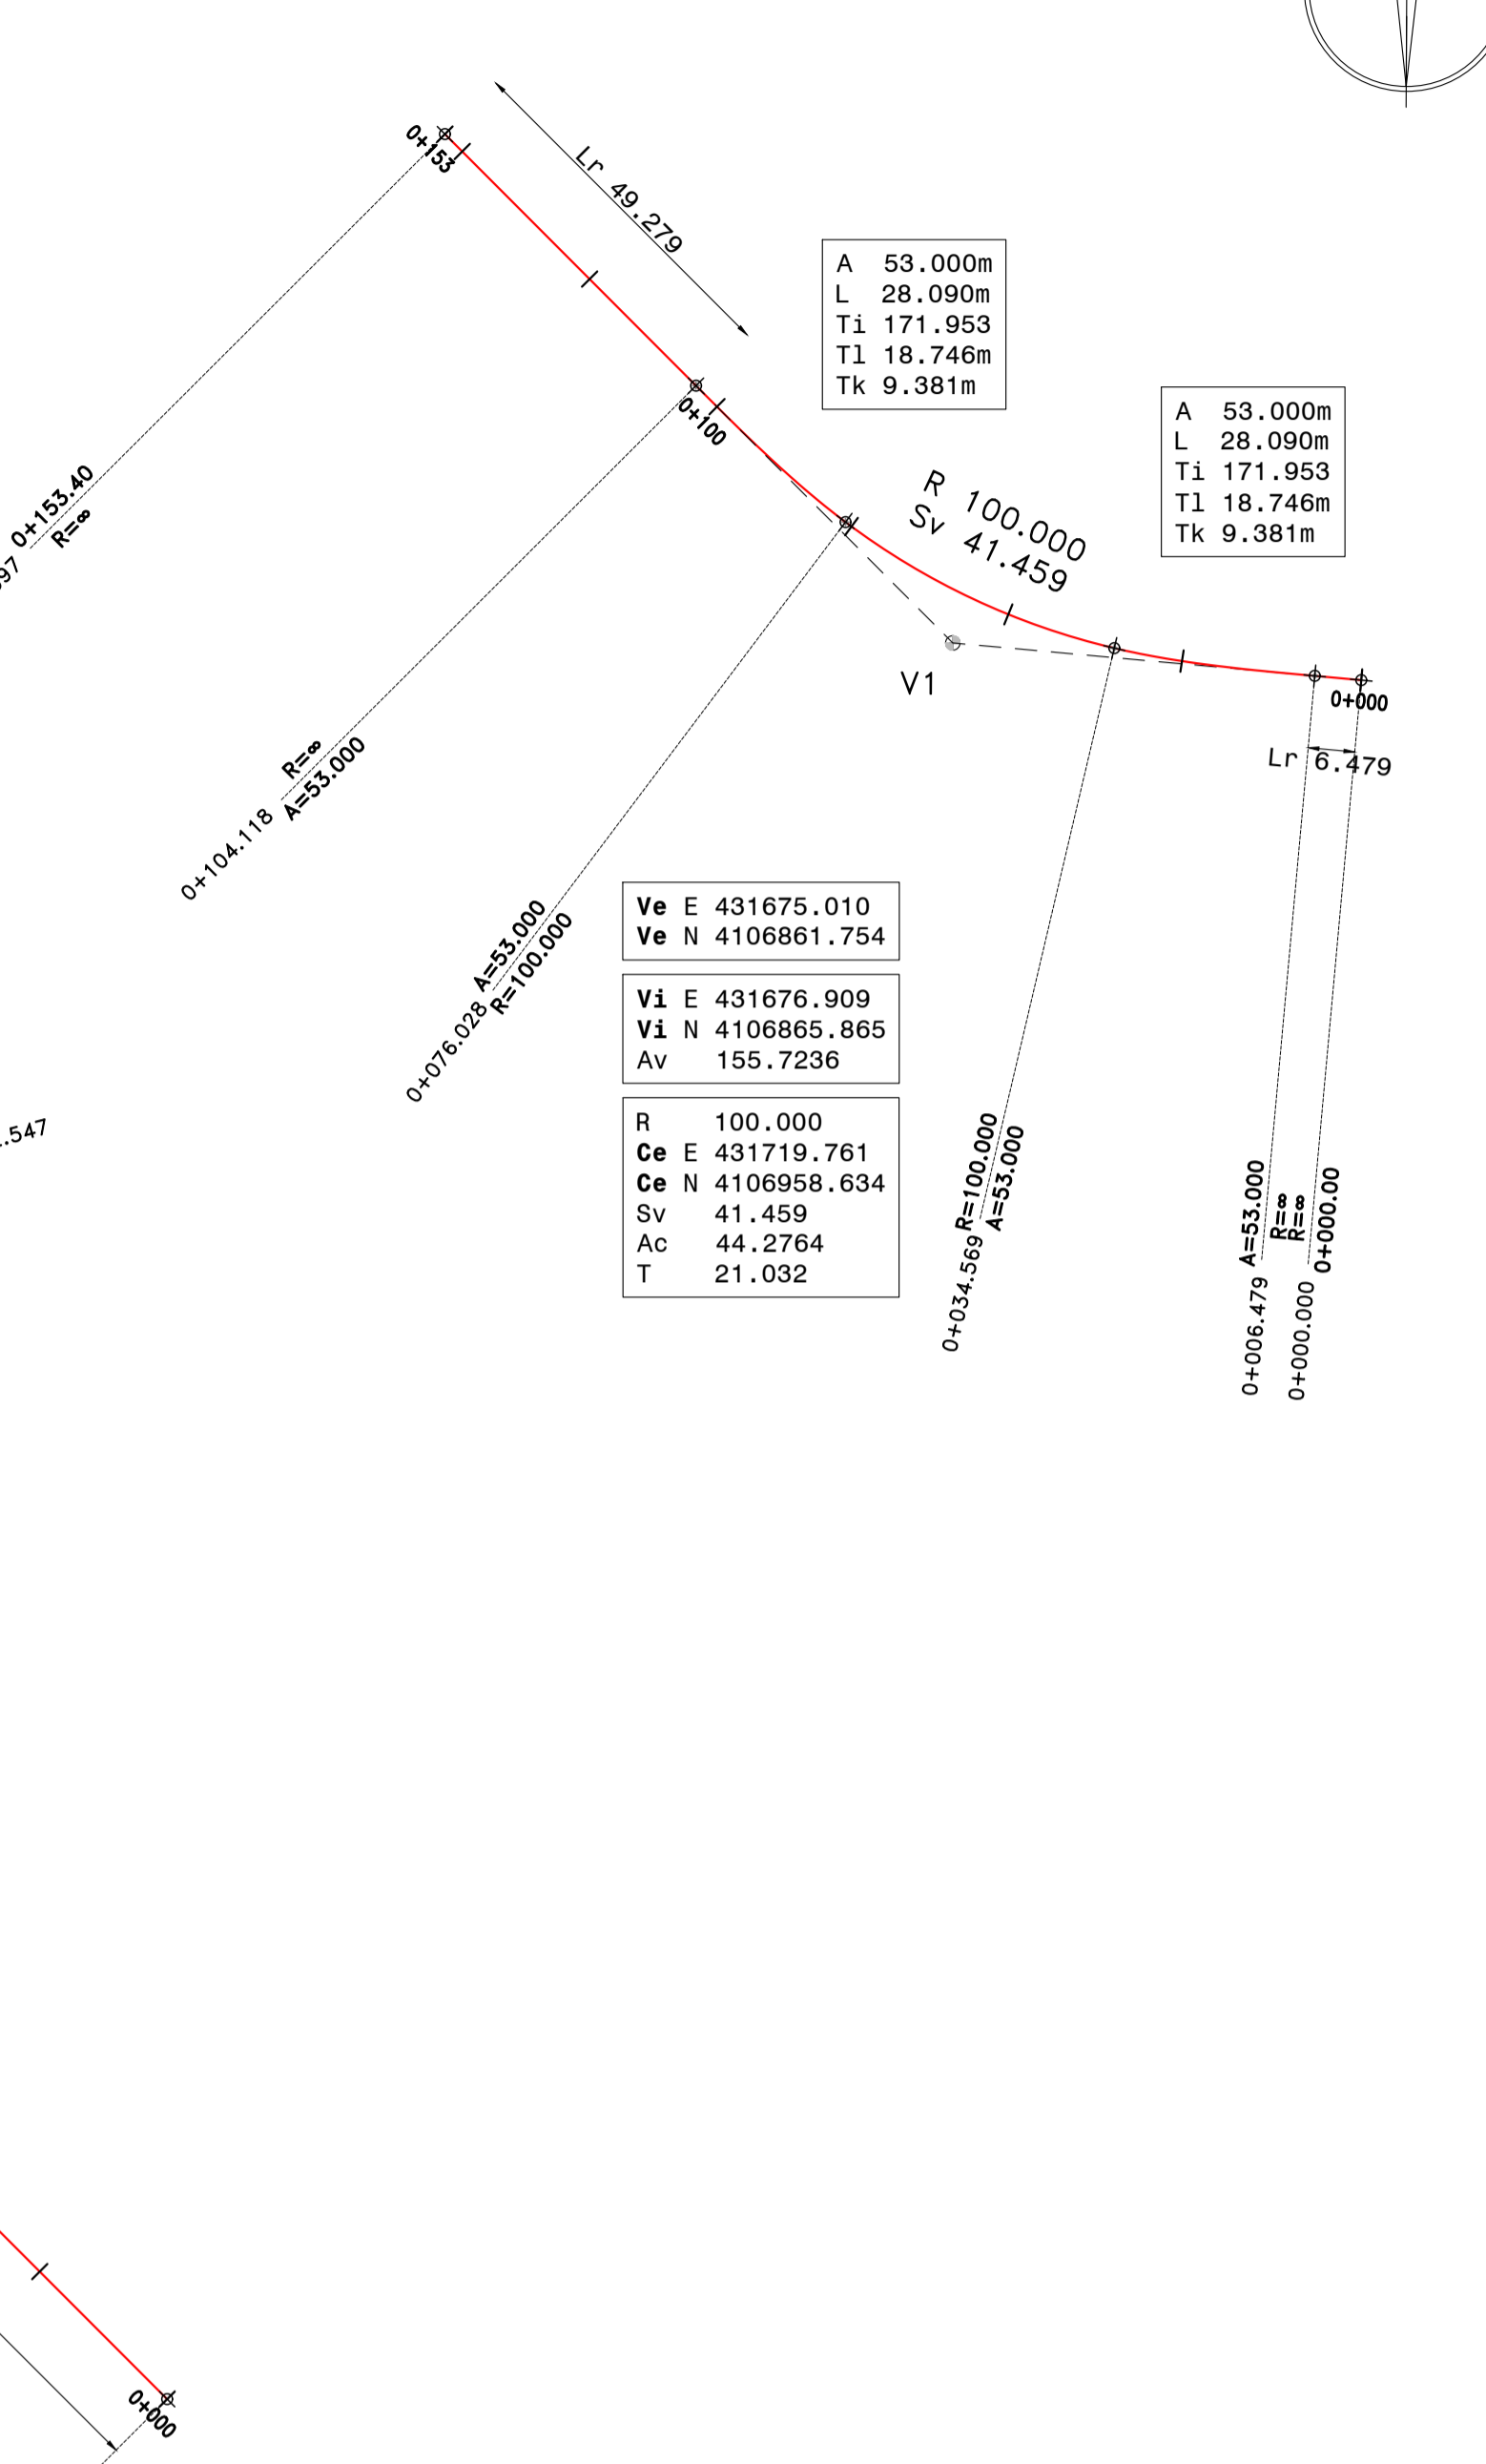 0+153
Lr 49.279
A 53.000m
L 28.090m
Ti 171.953
Tl 18.746m
Tk 9.381m
A 53.000m
L 28.090m
Ti 171.953
Tl 18.746m
Tk 9.381m
0+100
R 100.000
Sv 41.459
0+153.40
R=∞
V1
0+000
Lr 6.479
R=∞
A=53.000
0+104.118
Ve E 431675.010
Ve N 4106861.754
A=53.000
R=100.000
0+076.028
Vi E 431676.909
Vi N 4106865.865
Av 155.7236
R 100.000
Ce E 431719.761
Ce N 4106958.634
Sv 41.459
Ac 44.2764
T 21.032
R=100.000
A=53.000
0+034.569
A=53.000
R=∞
0+006.479
R=∞
0+000.00
0+000.000
.547
0+000